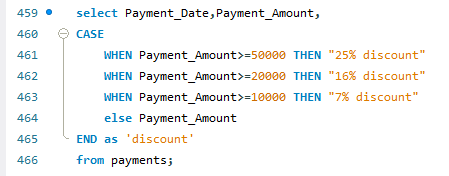 459 select Payment_Date,Payment_Amount,
460 CASE
461 WHEN Payment_Amount>=50000 THEN "25% discount"
462 WHEN Payment_Amount>=20000 THEN "16% discount"
463 WHEN Payment_Amount>=10000 THEN "7% discount"
464 else Payment_Amount
465 END as 'discount'
466 from payments;